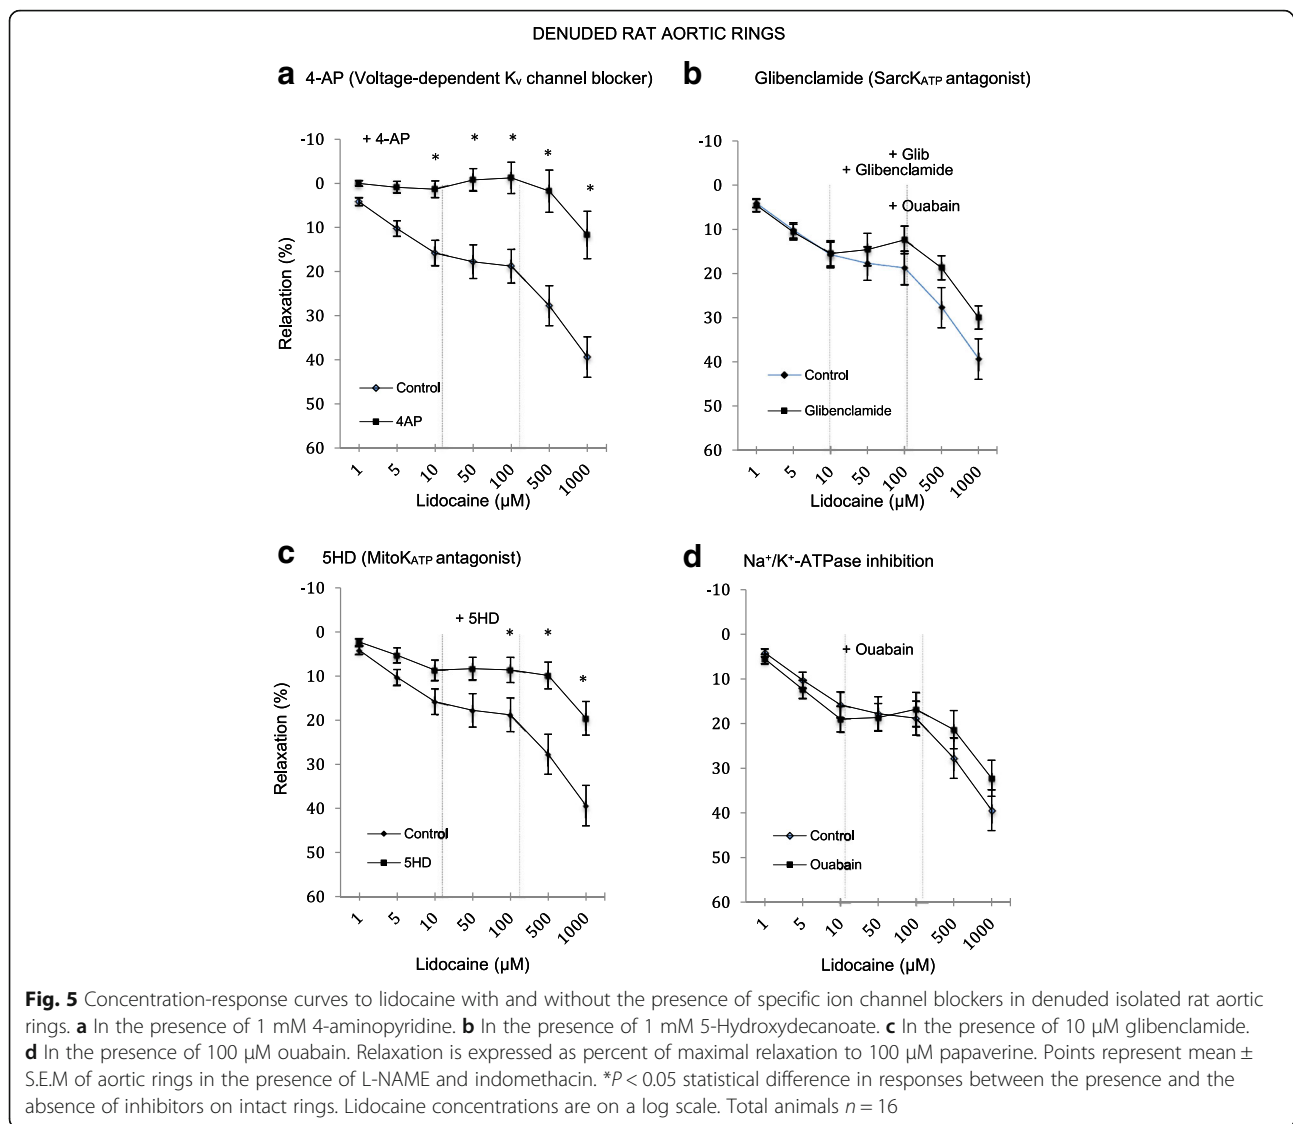 DENUDED RAT AORTIC RINGS
a 4-AP (Voltage-dependent Kv channel blocker)
+ 4-AP
* * * * *
-10
0
10
20
30
40
50
60
Relaxation (%)
Control
4AP
1 5 10 50 100 500 1000
Lidocaine (µM)
b Glibenclamide (SarcKATP antagonist)
+ Glib
+ Glibenclamide
+ Ouabain
-10
0
10
20
30
40
50
60
Control
Glibenclamide
1 5 10 50 100 500 1000
Lidocaine (µM)
c 5HD (MitoKATP antagonist)
+ 5HD
* * *
-10
0
10
20
30
40
50
60
Relaxation (%)
Control
5HD
1 5 10 50 100 500 1000
Lidocaine (µM)
d Na+/K+-ATPase inhibition
+ Ouabain
-10
0
10
20
30
40
50
60
Control
Ouabain
1 5 10 50 100 500 1000
Lidocaine (µM)
Fig. 5 Concentration-response curves to lidocaine with and without the presence of specific ion channel blockers in denuded isolated rat aortic
rings. a In the presence of 1 mM 4-aminopyridine. b In the presence of 1 mM 5-Hydroxydecanoate. c In the presence of 10 µM glibenclamide.
d In the presence of 100 µM ouabain. Relaxation is expressed as percent of maximal relaxation to 100 µM papaverine. Points represent mean ±
S.E.M of aortic rings in the presence of L-NAME and indomethacin. *P < 0.05 statistical difference in responses between the presence and the
absence of inhibitors on intact rings. Lidocaine concentrations are on a log scale. Total animals n = 16